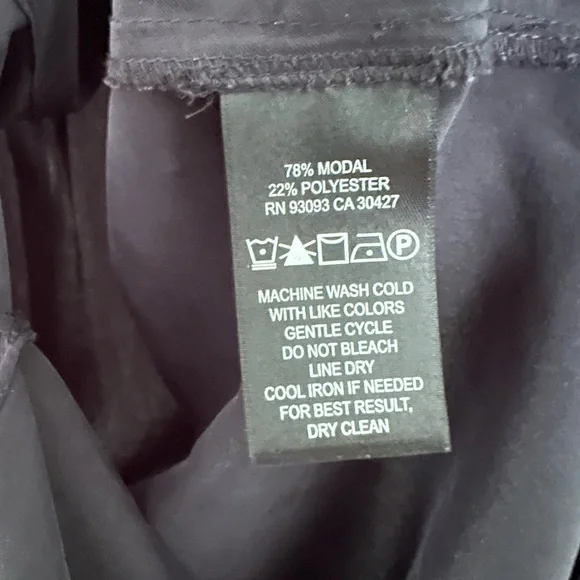 78% MODAL
22% POLYESTER
RN 93093 CA 30427
P
MACHINE WASH COLD
WITH LIKE COLORS
GENTLE CYCLE
DO NOT BLEACH
LINE DRY
COOL IRON IF NEEDED
FOR BEST RESULT,
DRY CLEAN